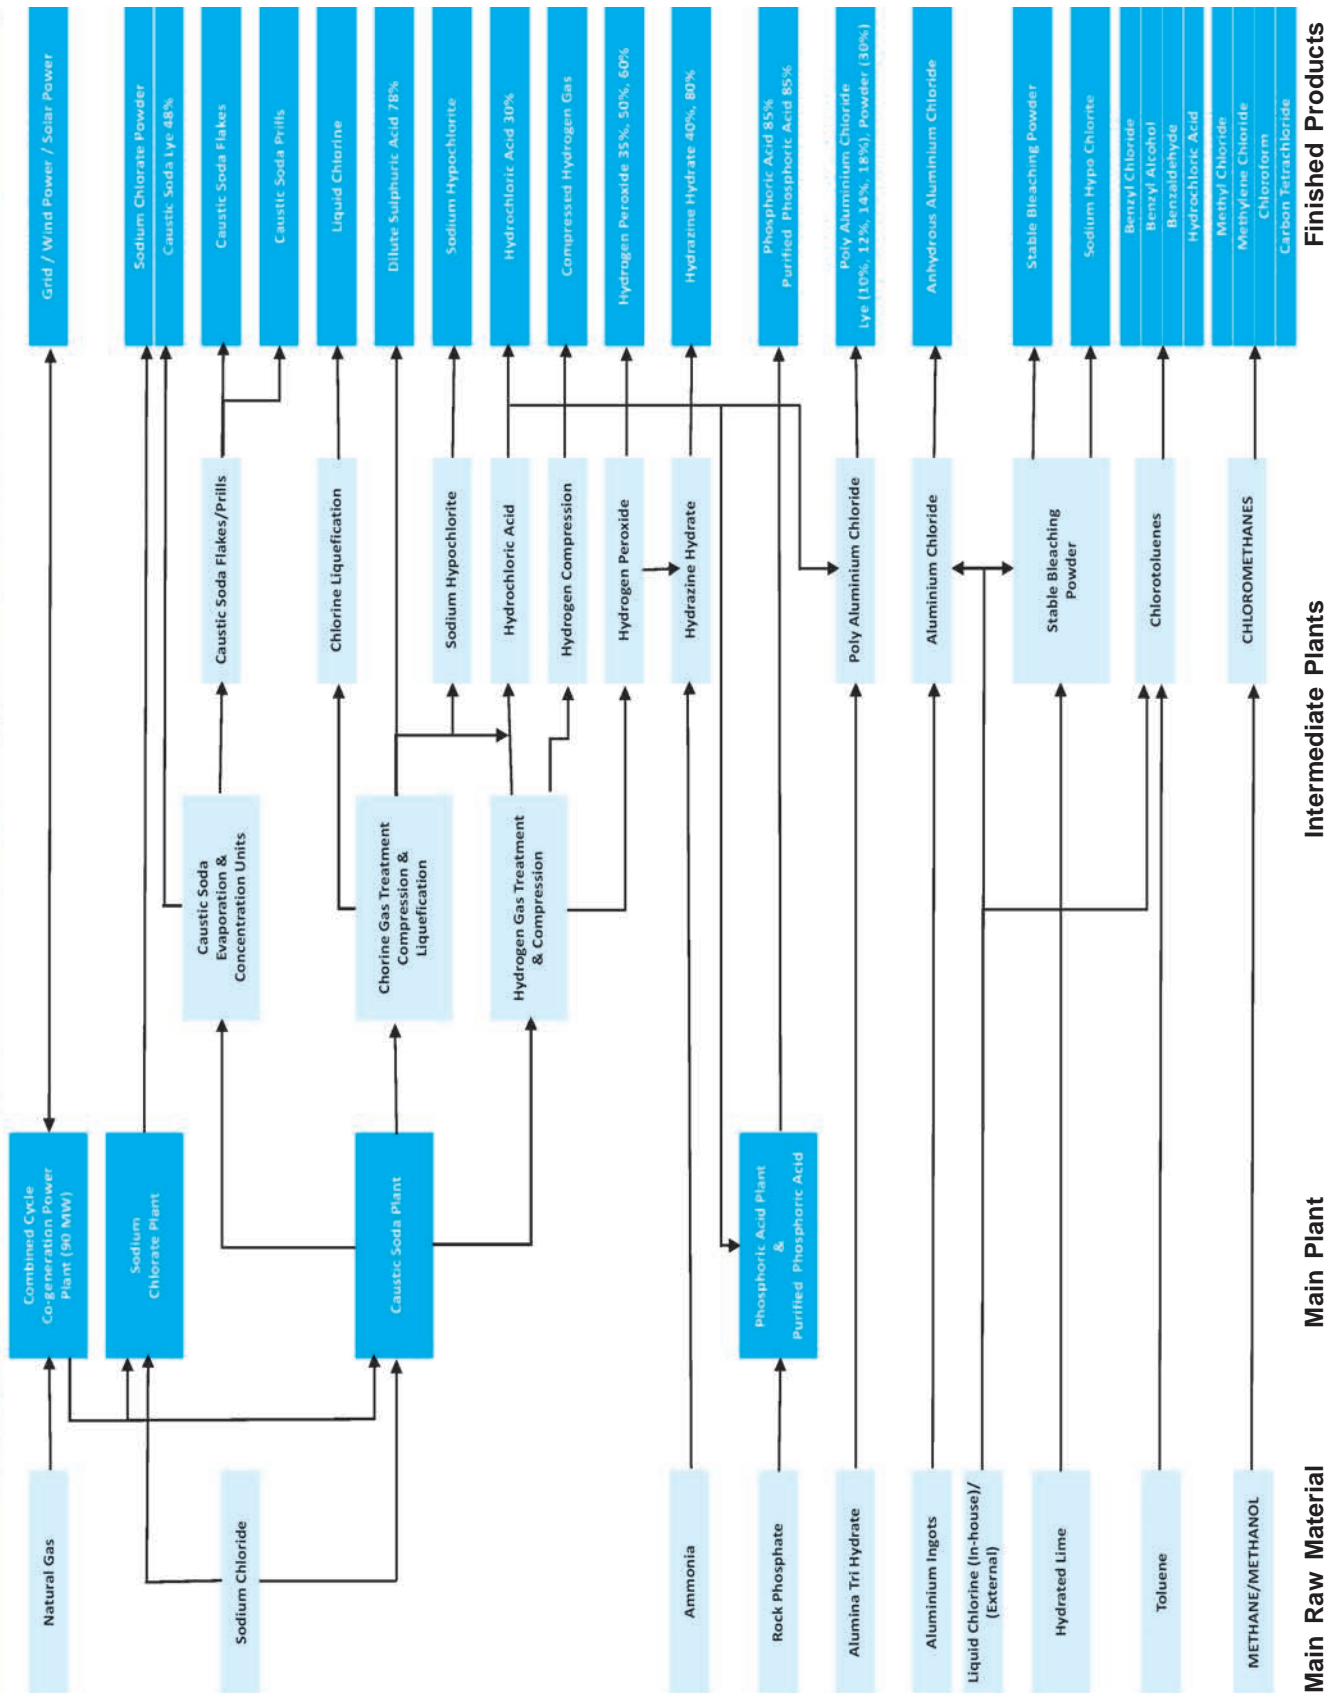 Main Raw Material
Natural Gas
Sodium Chloride
Ammonia
Rock Phosphate
Alumina Tri Hydrate
Aluminium Ingots
Liquid Chlorine (In-house)/
(External)
Hydrated Lime
Toluene
METHANE/METHANOL
Main Plant
Combined Cycle
Co-generation Power
Plant (90 MW)
Sodium
Chlorate Plant
Caustic Soda Plant
Phosphoric Acid Plant
&
Purified Phosphoric Acid
Intermediate Plants
Caustic Soda
Evaporation &
Concentration Units
Chorine Gas Treatment
Compression &
Liquefication
Hydrogen Gas Treatment
& Compression
Caustic Soda Flakes/Prills
Chlorine Liquefication
Sodium Hypochlorite
Hydrochloric Acid
Hydrogen Compression
Hydrogen Peroxide
Hydrazine Hydrate
Poly Aluminium Chloride
Aluminium Chloride
Stable Bleaching
Powder
Chlorotoluenes
CHLOROMETHANES
Finished Products
Grid / Wind Power / Solar Power
Sodium Chlorate Powder
Caustic Soda Lye 48%
Caustic Soda Flakes
Caustic Soda Prills
Liquid Chlorine
Dilute Sulphuric Acid 78%
Sodium Hypochlorite
Hydrochloric Acid 30%
Compressed Hydrogen Gas
Hydrogen Peroxide 35%, 50%, 60%
Hydrazine Hydrate 40%, 80%
Phosphoric Acid 85%
Purified Phosphoric Acid 85%
Poly Aluminium Chloride
Lye (10%, 12%, 14%, 18%), Powder (30%)
Anhydrous Aluminium Chloride
Stable Bleaching Powder
Sodium Hypo Chlorite
Benzyl Chloride
Benzyl Alcohol
Benzaldehyde
Hydrochloric Acid
Methyl Chloride
Methylene Chloride
Chloroform
Carbon Tetrachloride